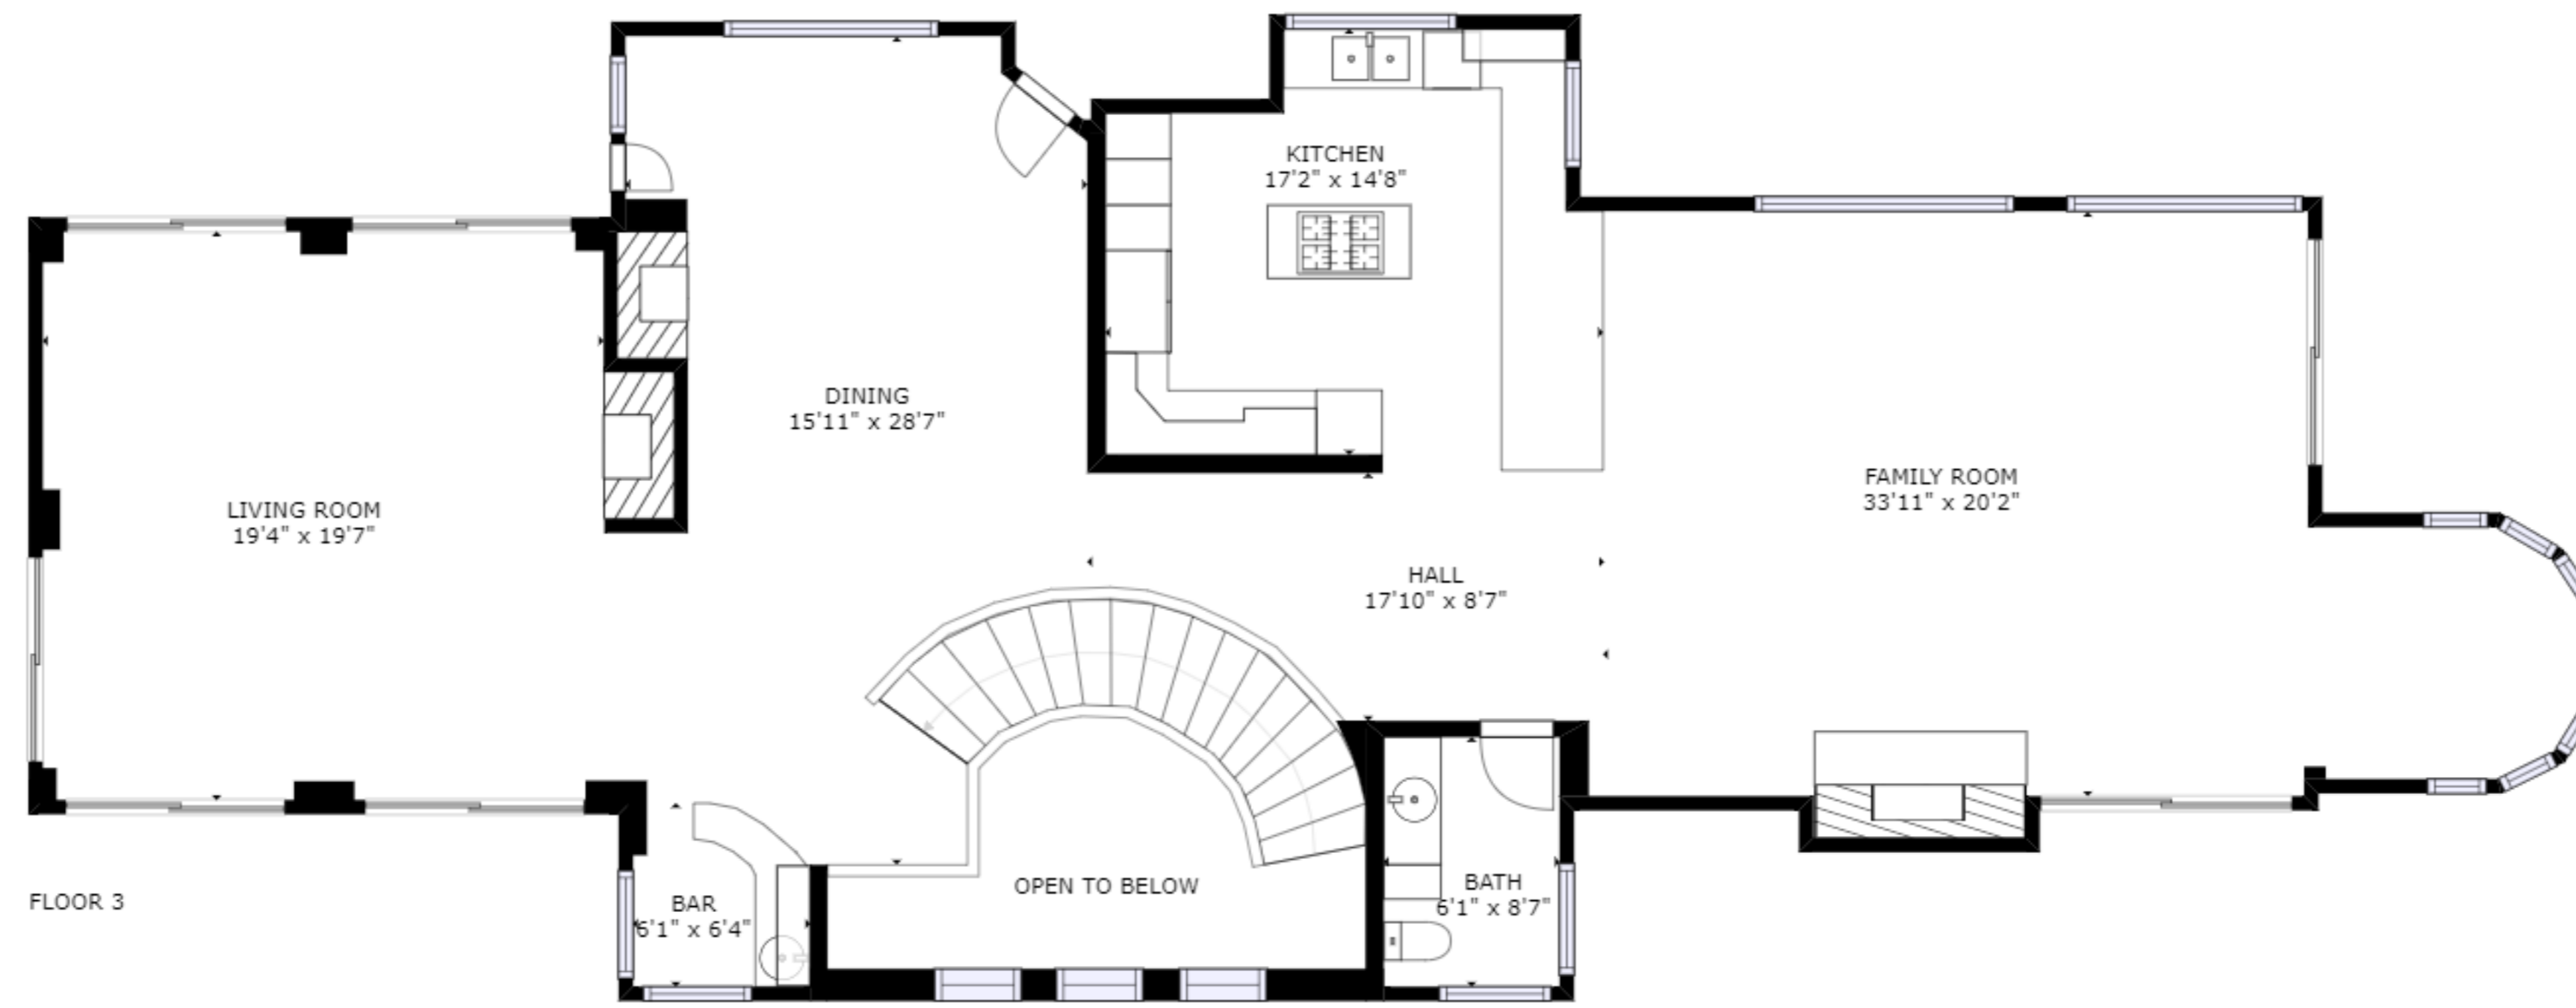 KITCHEN
17'2" x 14'8"
DINING
15'11" x 28'7"
FAMILY ROOM
33'11" x 20'2"
LIVING ROOM
19'4" x 19'7"
HALL
17'10" x 8'7"
OPEN TO BELOW
BATH
6'1" x 8'7"
BAR
6'1" x 6'4"
FLOOR 3